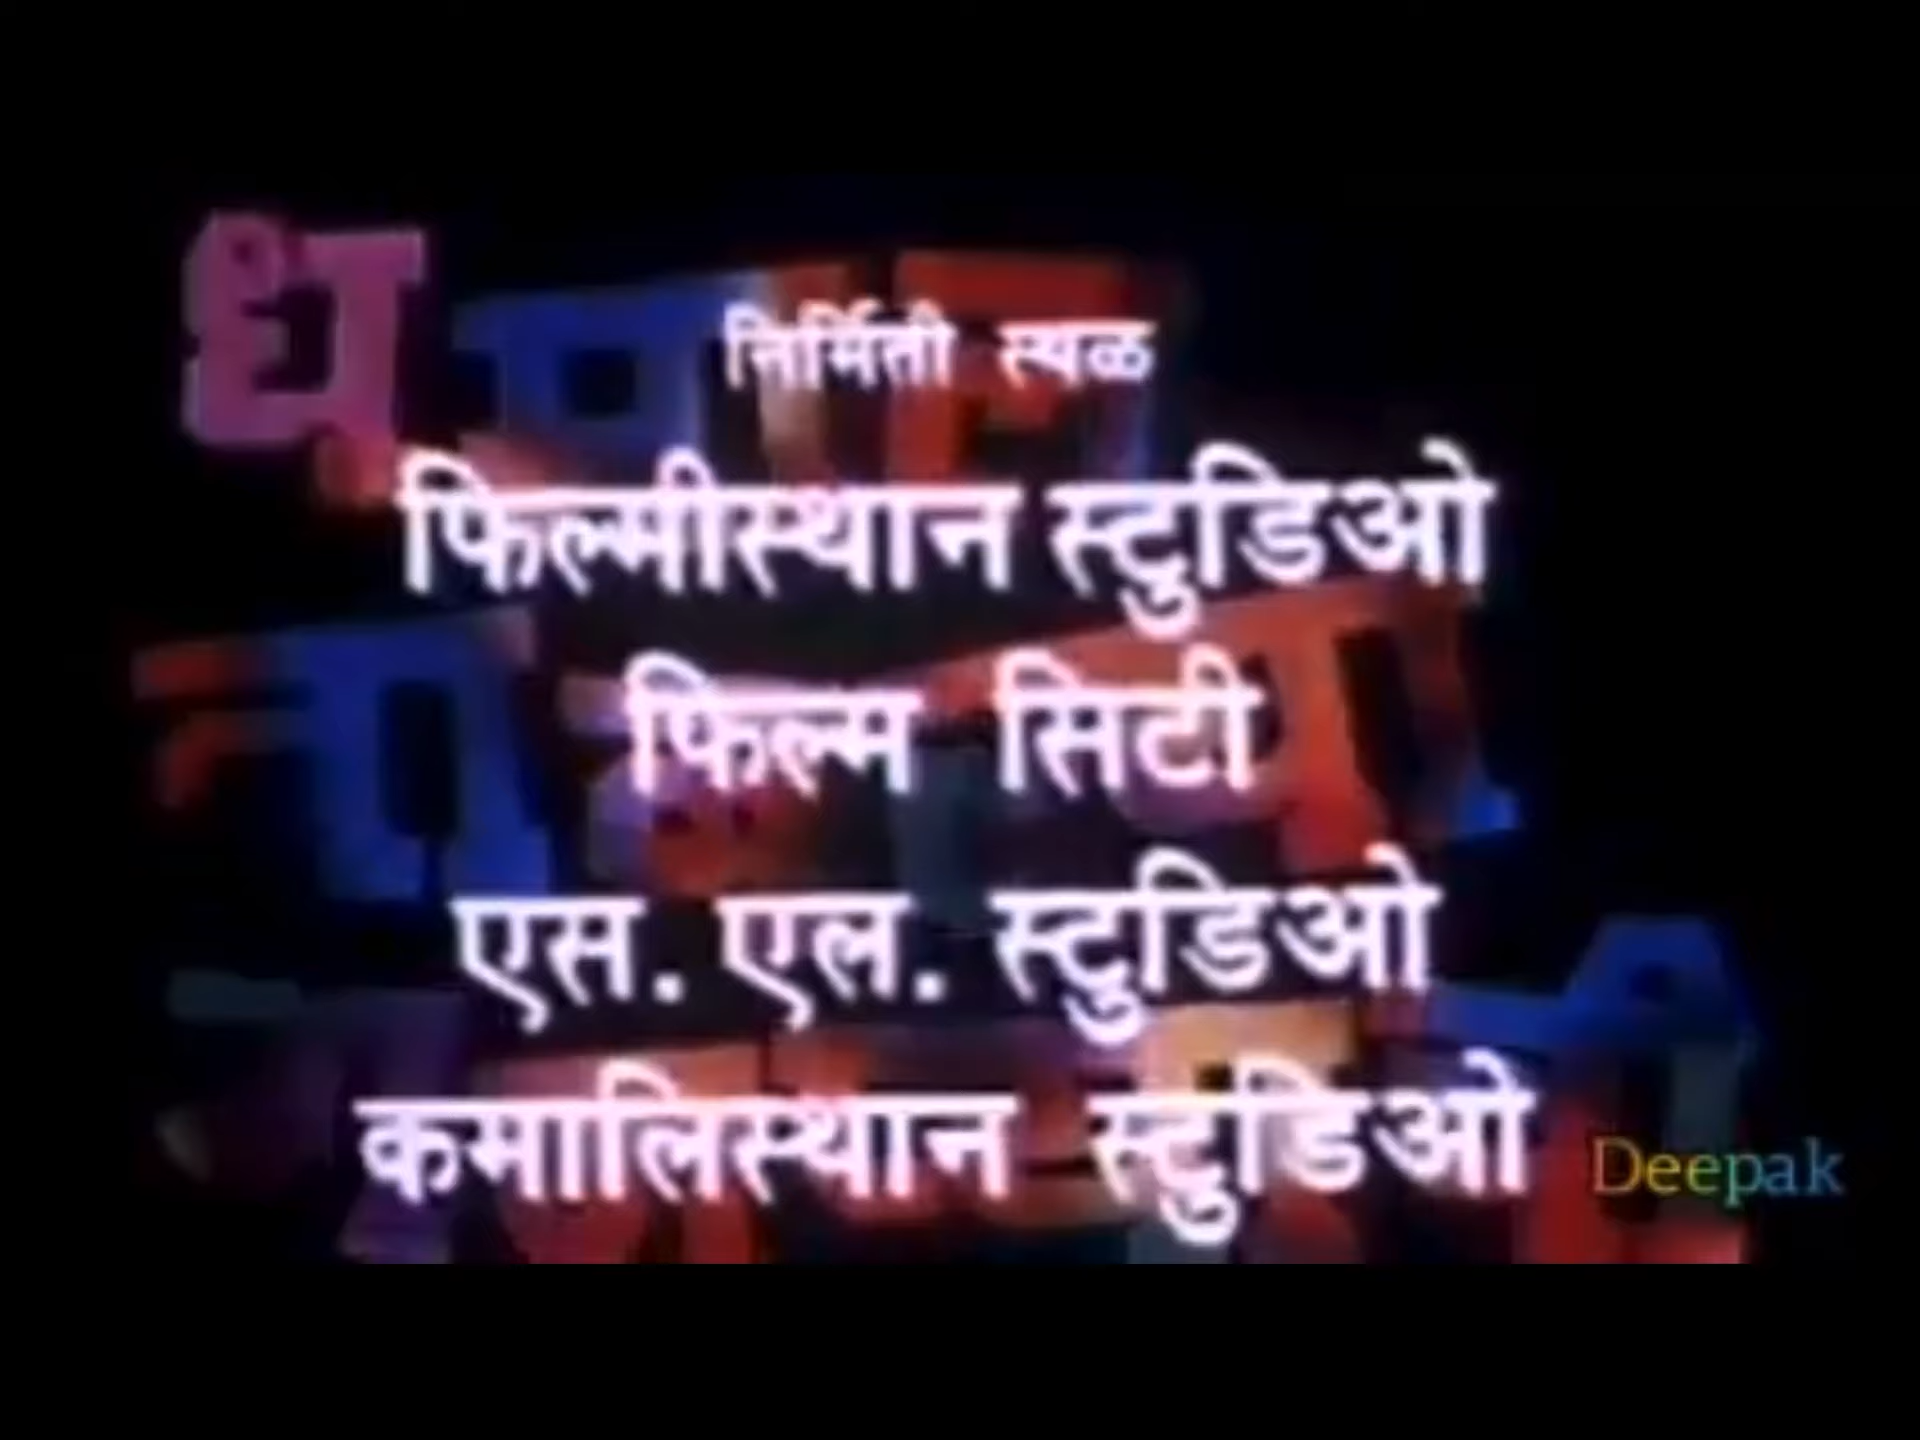 निर्मिती स्थळ
फिल्मीस्थान स्टुडिओ
फिल्म सिटी
एस. एल. स्टुडिओ
कमालिस्थान स्टुडिओ
Deepak